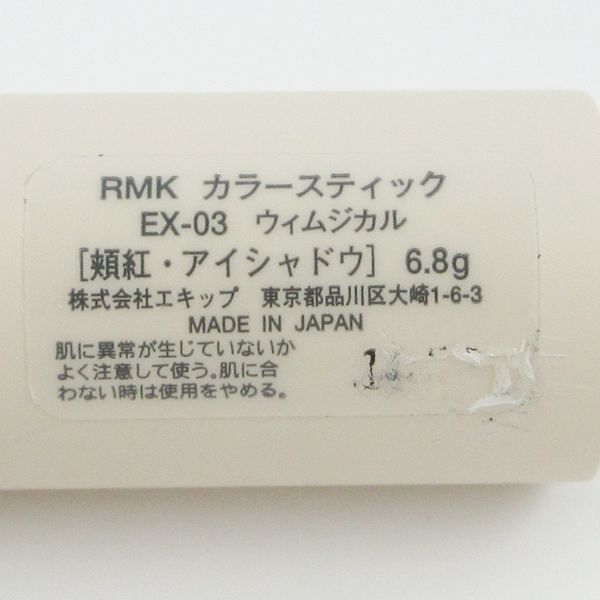 RMK カラースティック
EX-03 ウィムジカル
[頬紅・アイシャドウ] 6.8g
株式会社エキップ 東京都品川区大崎1-6-3
MADE IN JAPAN
肌に異常が生じていないか
よく注意して使う。肌に合
わない時は使用をやめる。